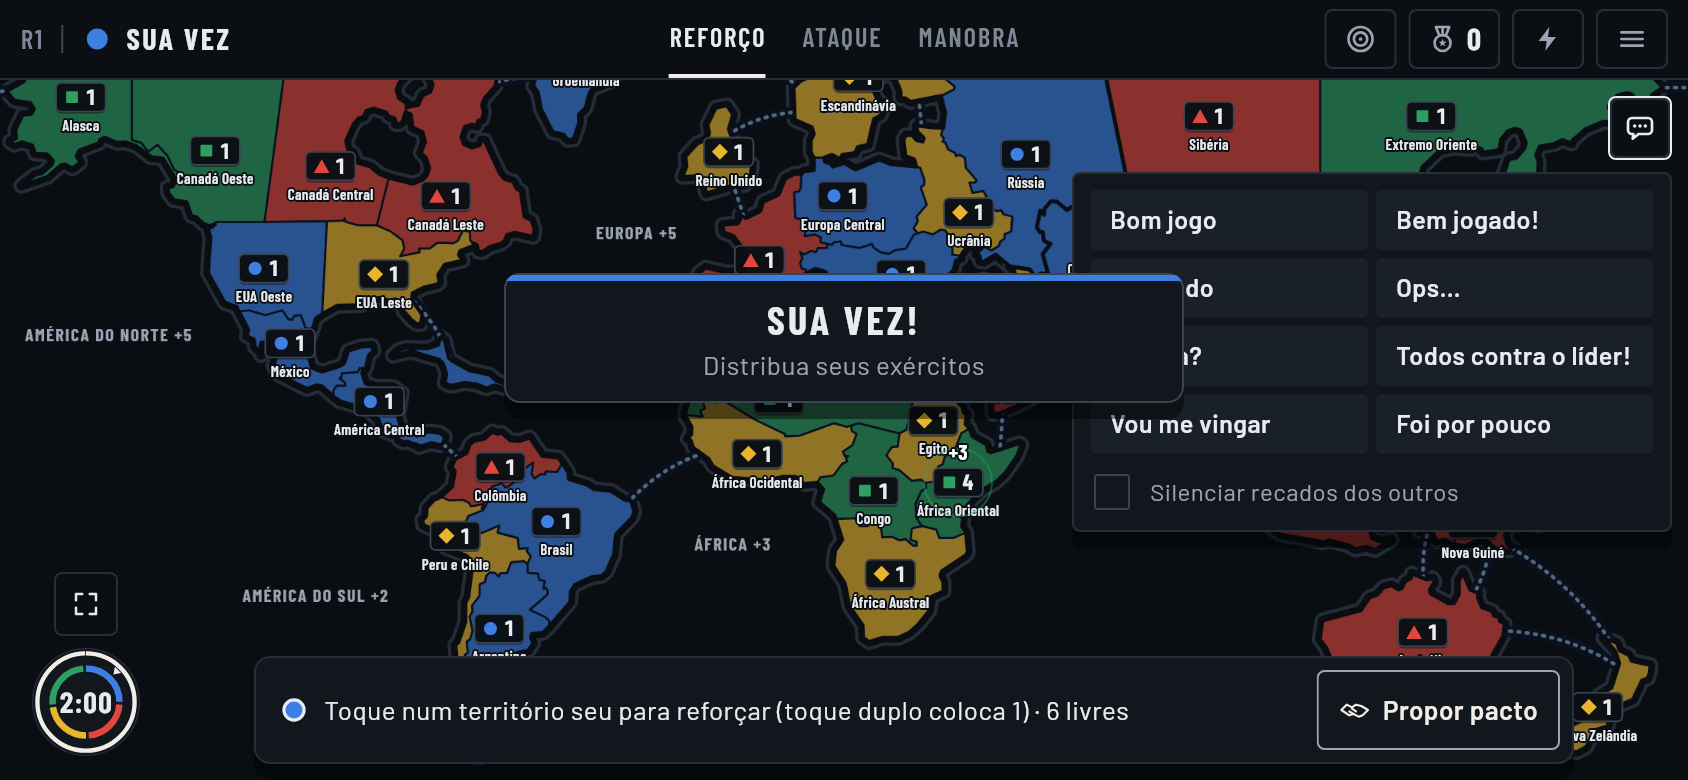 R1 SUA VEZ REFORÇO ATAQUE MANOBRA 0
Groenlândia
1 Alasca
1 Canadá Oeste
1 Canadá Central
1 Canadá Leste
1 EUA Oeste
1 EUA Leste
AMÉRICA DO NORTE +5
1 México
1 América Central
1 Escandinávia
1 Reino Unido
1 Europa Central
1 Rússia
1 Ucrânia
EUROPA +5
1
1
1 Sibéria
1 Extremo Oriente
Bom jogo
Bem jogado!
do
Ops...
a?
Todos contra o líder!
Vou me vingar
Foi por pouco
Silenciar recados dos outros
SUA VEZ!
Distribua seus exércitos
1 Colômbia
1 Brasil
1 Peru e Chile
AMÉRICA DO SUL +2
1 Argentina
1 África Ocidental
1 Egito
+3
1 Congo
4 África Oriental
ÁFRICA +3
1 África Austral
Nova Guiné
1
1
va Zelândia
2:00
Toque num território seu para reforçar (toque duplo coloca 1) · 6 livres
Propor pacto